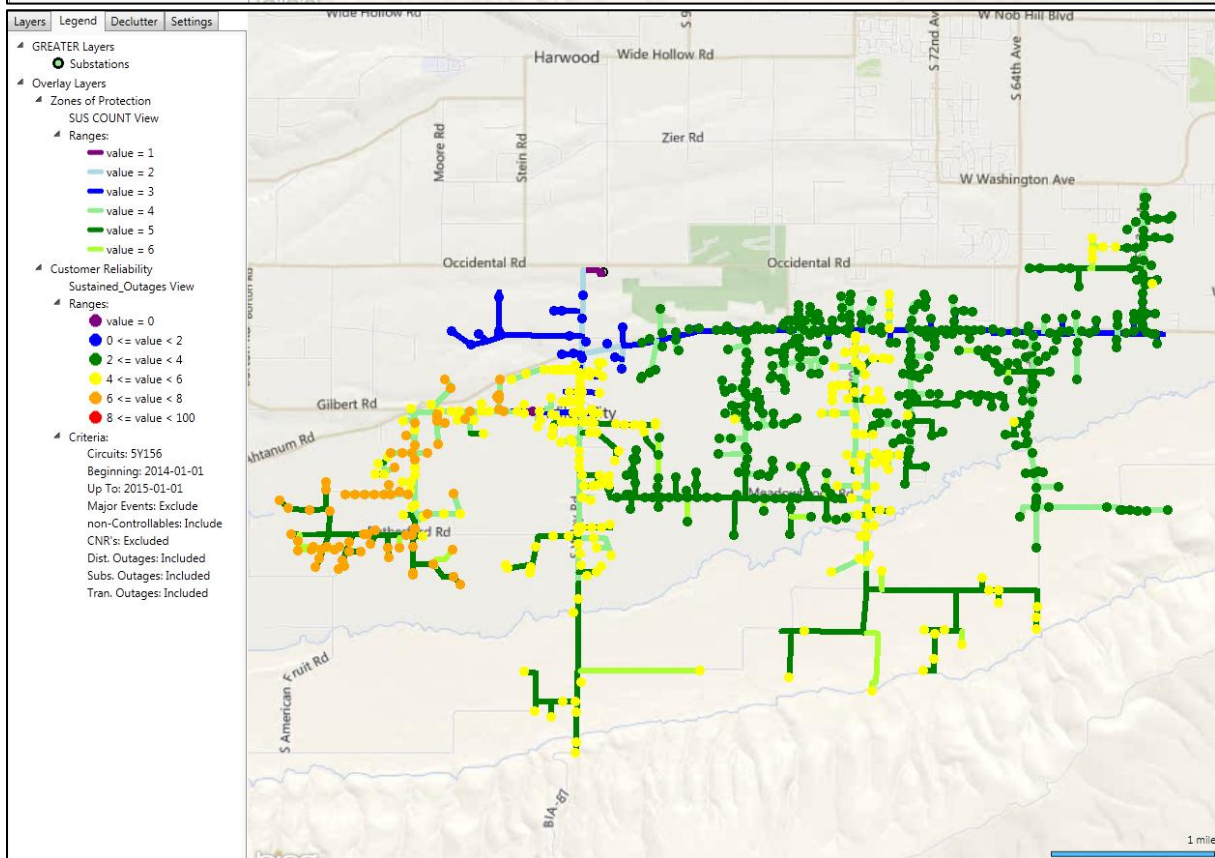 Wide Hollow Rd
S 9
W Nob Hill Blvd
Layers Legend Declutter Settings
GREATER Layers
Substations
Overlay Layers
Zones of Protection
SUS COUNT View
Ranges:
value = 1
value = 2
value = 3
value = 4
value = 5
value = 6
Customer Reliability
Sustained_Outages View
Ranges:
value = 0
0 <= value < 2
2 <= value < 4
4 <= value < 6
6 <= value < 8
8 <= value < 100
Criteria:
Circuits: 5Y156
Beginning: 2014-01-01
Up To: 2015-01-01
Major Events: Exclude
non-Controllables: Include
CNR's: Excluded
Dist. Outages: Included
Subs. Outages: Included
Tran. Outages: Included
Harwood
Wide Hollow Rd
S 72nd Av
S 64th Ave
Moore Rd
Stein Rd
Zier Rd
W Washington Ave
Occidental Rd
Occidental Rd
Gilbert Rd
Ahtanum Rd
City
Rd
Rd
S American Fruit Rd
BIA-87
1 mile